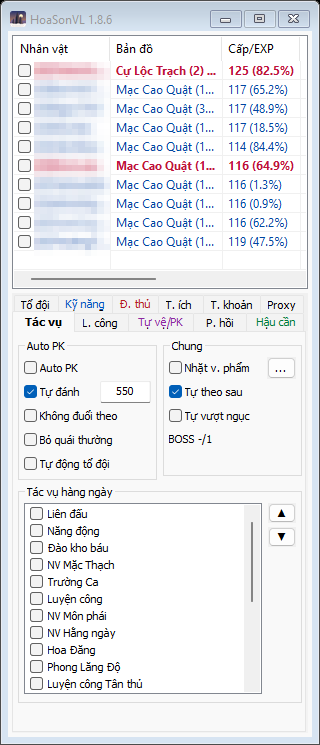 HoaSonVL 1.8.6
Nhân vật Bản đồ Cấp/EXP
Cự Lộc Trạch (2) ... 125 (82.5%)
Mạc Cao Quật (1... 117 (65.2%)
Mạc Cao Quật (3... 117 (48.9%)
Mạc Cao Quật (1... 117 (18.5%)
Mạc Cao Quật (1... 114 (84.4%)
Mạc Cao Quật (1... 116 (64.9%)
Mạc Cao Quật (1... 116 (1.3%)
Mạc Cao Quật (1... 116 (0.9%)
Mạc Cao Quật (1... 116 (62.2%)
Mạc Cao Quật (1... 119 (47.5%)
Tổ đội Kỹ năng Đ. thủ T. ích T. khoản Proxy
Tác vụ L. công Tự vệ/PK P. hồi Hậu cần
Auto PK
Auto PK
Tự đánh 550
Không đuổi theo
Bỏ quái thường
Tự động tổ đội
Chung
Nhặt v. phẩm ...
Tự theo sau
Tự vượt ngục
BOSS -/1
Tác vụ hàng ngày
Liên đấu
Năng động
Đào kho báu
NV Mặc Thạch
Trường Ca
Luyện công
NV Môn phái
NV Hằng ngày
Hoa Đăng
Phong Lăng Độ
Luyện công Tân thủ
▲
▼